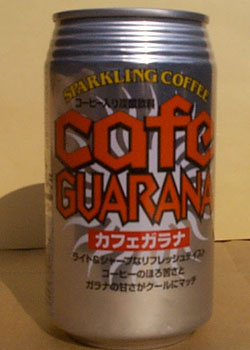 SPARKLING COFFEE
コーヒー入り炭酸飲料
cafe
GUARANA
カフェガラナ
ライト&シャープなリフレッシュテイスト
コーヒーのほろ苦さと
ガラナの甘さがクールにマッチ